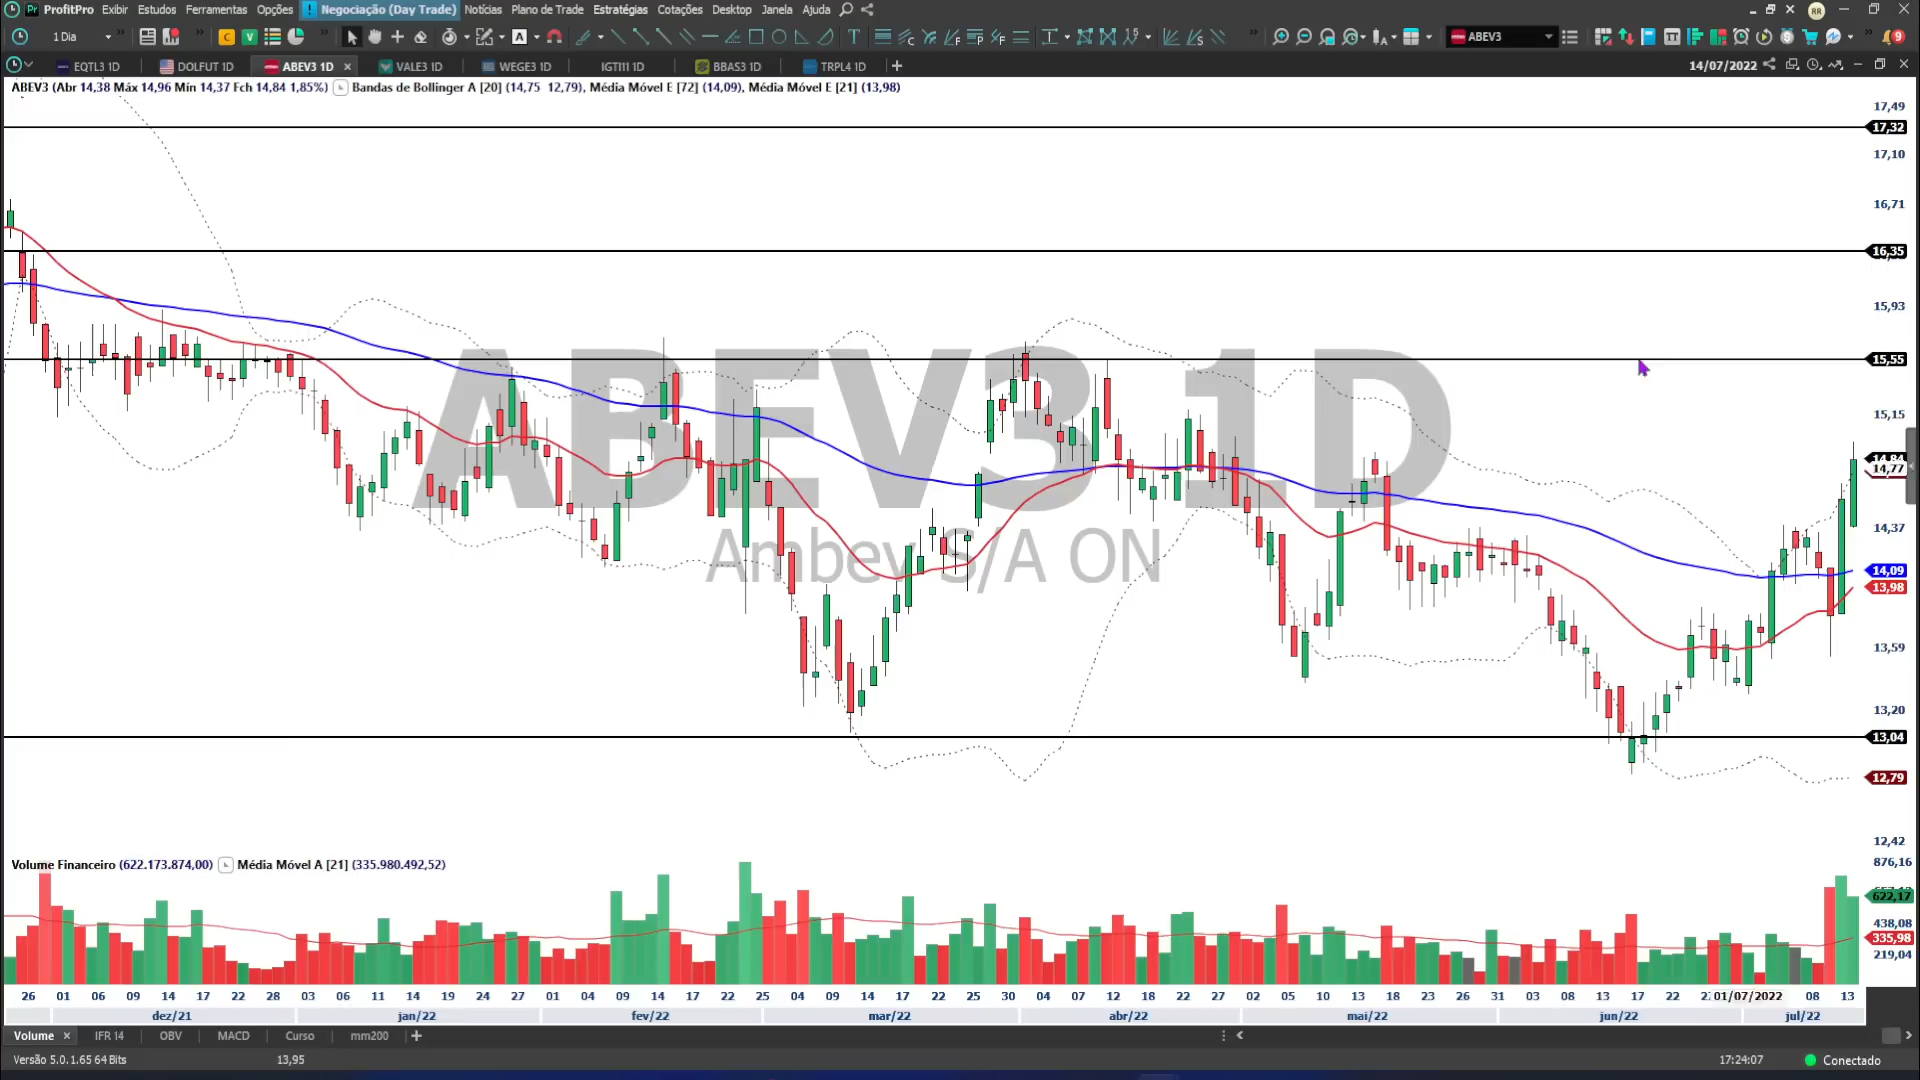 ProfitPro Exibir Estudos Ferramentas Opções ! Negociação (Day Trade) Notícias Plano de Trade Estratégias Cotações Desktop Janela Ajuda RR
1 Dia C V A T ABEV3 TT 9
EQTL3 1D DOLFUT 1D ABEV3 1D × VALE3 1D WEGE3 1D IGTI11 1D BBAS3 1D TRPL4 1D + 14/07/2022
ABEV3 (Abr 14,38 Máx 14,96 Mín 14,37 Fch 14,84 1,85%) Bandas de Bollinger A [20] (14,75 12,79), Média Móvel E [72] (14,09), Média Móvel E [21] (13,98)
17,49
17,32
17,10
16,71
16,35
15,93
15,55
15,15
14,84
14,77
14,37
14,09
13,98
13,59
13,20
13,04
12,79
12,42
ABEV3 1D
Ambev S/A ON
Volume Financeiro (622.173.874,00) Média Móvel A [21] (335.980.492,52)
876,16
622,17
438,08
335,98
219,04
26 01 06 09 14 17 22 28 03 06 11 14 19 24 27 01 04 09 14 17 22 25 04 09 14 17 22 25 30 04 07 12 18 22 27 02 05 10 13 18 23 26 31 03 08 13 17 22 01/07/2022 08 13
dez/21 jan/22 fev/22 mar/22 abr/22 mai/22 jun/22 jul/22
Volume × IFR 14 OBV MACD Curso mm200 +
Versão 5.0.1.65 64 Bits 13,95 17:24:07 Conectado